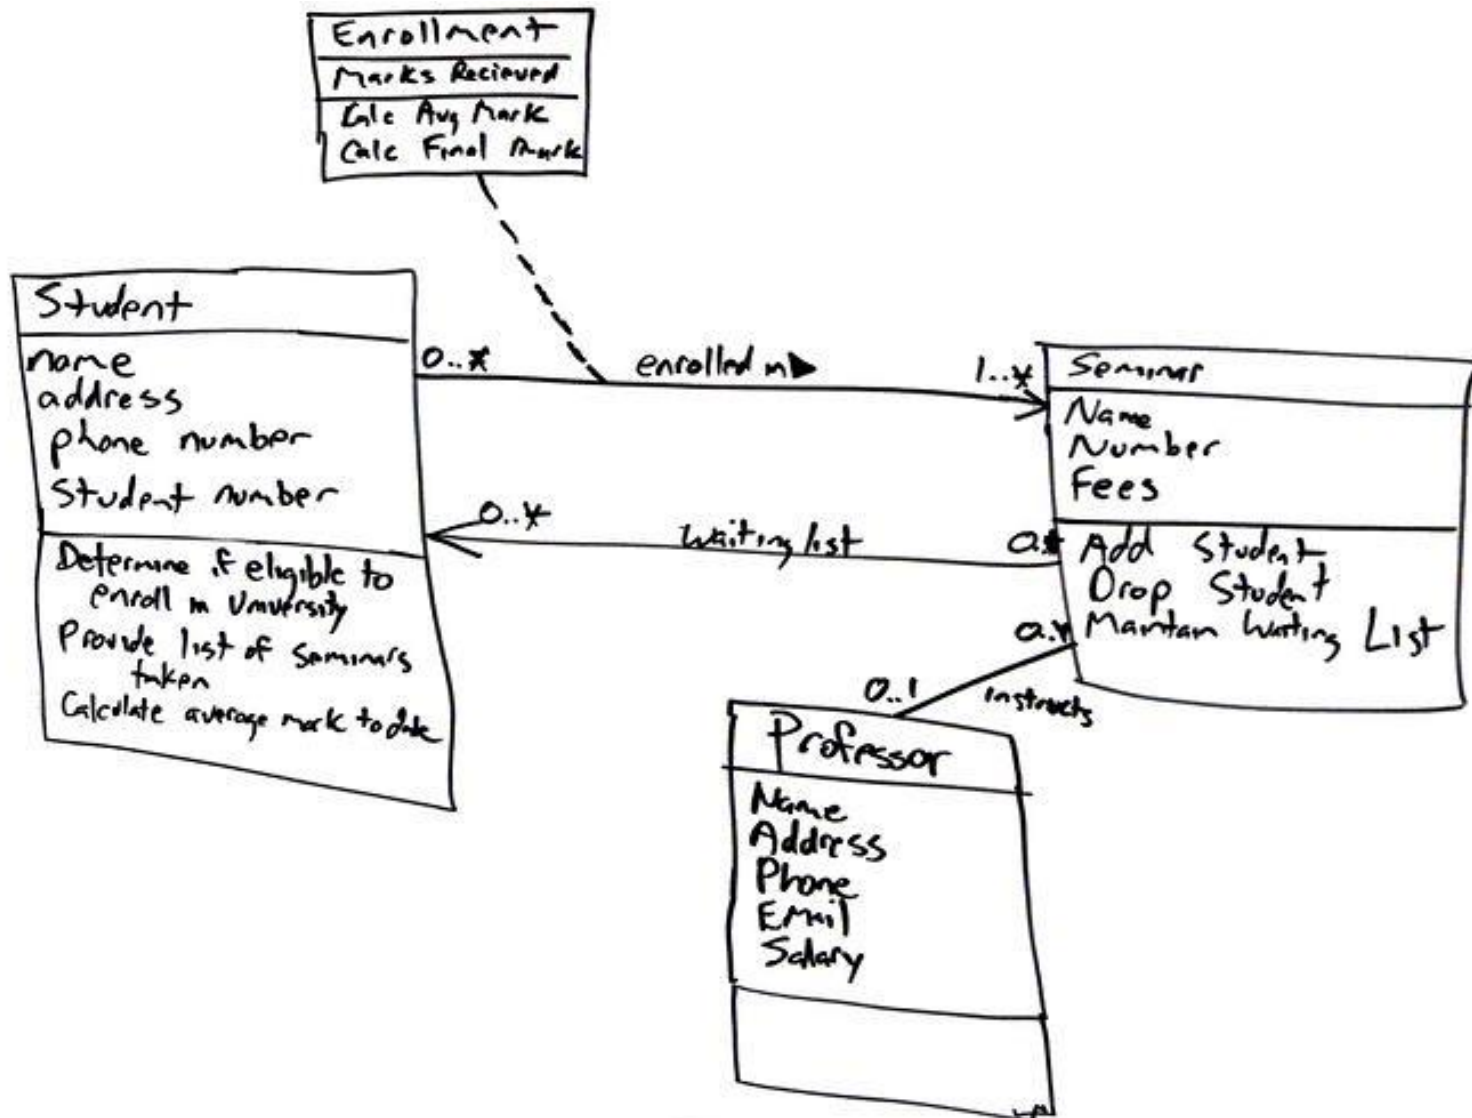 Enrollment
Marks Recieved
Calc Avg Mark
Calc Final Mark
Student
name
address
phone number
Student number
Determine if eligible to
enroll in University
Provide list of seminars
taken
Calculate average mark to date
0..*
enrolled in
1..*
0..*
Waiting list
0..*
Seminar
Name
Number
Fees
Add Student
Drop Student
Maintain Waiting List
0..*
instructs
0..1
Professor
Name
Address
Phone
Email
Salary